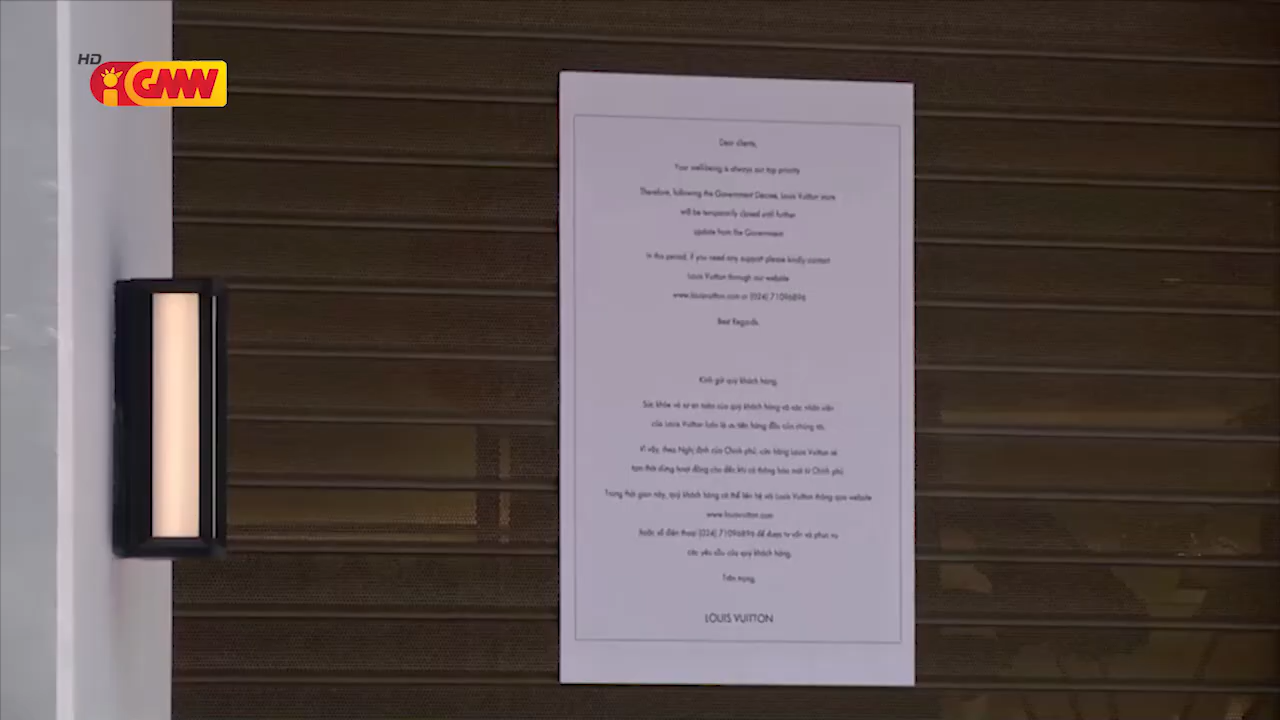 HD
iGMW
Dear clients,
Your well-being is always our top priority
Therefore, following the Government Decree, Louis Vuitton store
will be temporarily closed until further
update from the Government
In this period, if you need any support please kindly contact
Louis Vuitton through our website
www.louisvuitton.com or (024) 71096896
Best Regards.
Kính gửi quý khách hàng,
Sức khỏe và sự an toàn của quý khách hàng và các nhân viên
của Louis Vuitton luôn là ưu tiên hàng đầu của chúng tôi.
Vì vậy, theo Nghị định của Chính phủ, cửa hàng Louis Vuitton sẽ
tạm thời dừng hoạt động cho đến khi có thông báo mới từ Chính phủ
Trong thời gian này, quý khách hàng có thể liên hệ với Louis Vuitton thông qua website
www.louisvuitton.com
hoặc số điện thoại (024) 71096896 để được tư vấn và phục vụ
các yêu cầu của quý khách hàng.
Trân trọng
LOUIS VUITTON